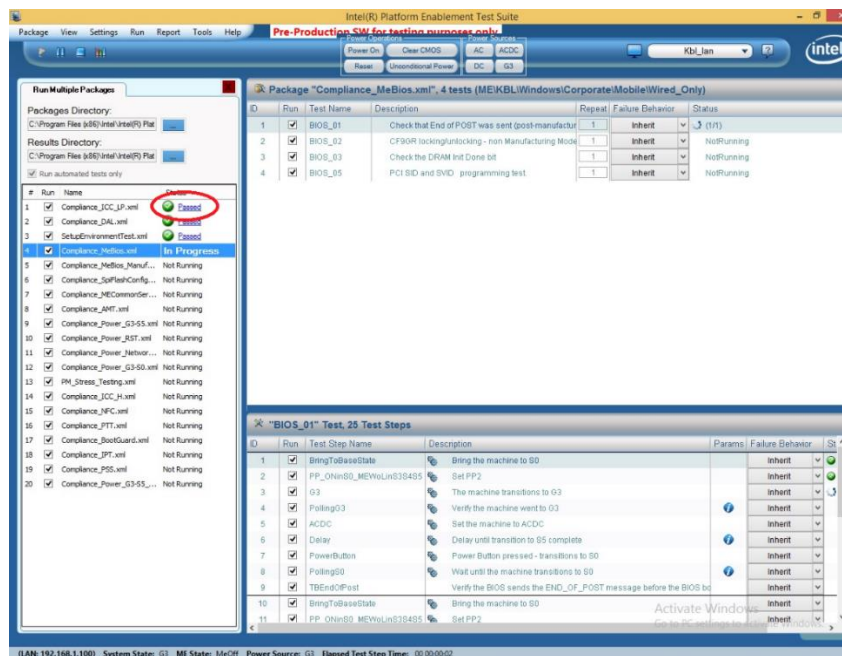 Intel(R) Platform Enablement Test Suite
Package View Settings Run Report Tools Help
Pre-Production SW for testing purposes only
Power Operations Power Sources
Power On Clear CMOS AC ACDC
Reset Unconditional Power DC G3
Kbl_lan
intel
Run Multiple Packages
Packages Directory:
C:\Program Files (x86)\Intel\Intel(R) Plat ...
Results Directory:
C:\Program Files (x86)\Intel\Intel(R) Plat ...
Run automated tests only
# Run Name Status
1 Compliance_ICC_LP.xml Passed
2 Compliance_DAL.xml Passed
3 SetupEnvironmentTest.xml Passed
4 Compliance_MeBios.xml In Progress
5 Compliance_MeBios_Manuf... Not Running
6 Compliance_SpiFlashConfig... Not Running
7 Compliance_MECommonSer... Not Running
8 Compliance_AMT.xml Not Running
9 Compliance_Power_G3-S5.xml Not Running
10 Compliance_Power_RST.xml Not Running
11 Compliance_Power_Networ... Not Running
12 Compliance_Power_G3-S0.xml Not Running
13 PM_Stress_Testing.xml Not Running
14 Compliance_ICC_H.xml Not Running
15 Compliance_NFC.xml Not Running
16 Compliance_PTT.xml Not Running
17 Compliance_BootGuard.xml Not Running
18 Compliance_IPT.xml Not Running
19 Compliance_PSS.xml Not Running
20 Compliance_Power_G3-S5_... Not Running
Package "Compliance_MeBios.xml", 4 tests (ME\KBL\Windows\Corporate\Mobile\Wired_Only)
ID Run Test Name Description Repeat Failure Behavior Status
1 BIOS_01 Check that End of POST was sent (post-manufactur 1 Inherit (1/1)
2 BIOS_02 CF9GR locking/unlocking - non Manufacturing Mode 1 Inherit NotRunning
3 BIOS_03 Check the DRAM Init Done bit 1 Inherit NotRunning
4 BIOS_05 PCI SID and SVID programming test 1 Inherit NotRunning
"BIOS_01" Test, 25 Test Steps
ID Run Test Step Name Description Params Failure Behavior St
1 BringToBaseState Bring the machine to S0 Inherit
2 PP_ONinS0_MEWoLinS3S4S5 Set PP2 Inherit
3 G3 The machine transitions to G3 Inherit
4 PollingG3 Verify the machine went to G3 Inherit
5 ACDC Set the machine to ACDC Inherit
6 Delay Delay until transition to S5 complete Inherit
7 PowerButton Power Button pressed - transitions to S0 Inherit
8 PollingS0 Wait until the machine transitions to S0 Inherit
9 TBEndOfPost Verify the BIOS sends the END_OF_POST message before the BIOS bo Inherit
10 BringToBaseState Bring the machine to S0 Inherit
11 PP_ONinS0_MEWoLinS3S4S5 Set PP2 Inherit
Activate Windows
Go to PC settings to activate Windows.
(LAN: 192.168.1.100) System State: G3 ME State: MeOff Power Source: G3 Elapsed Test Step Time: 00:00:00:02